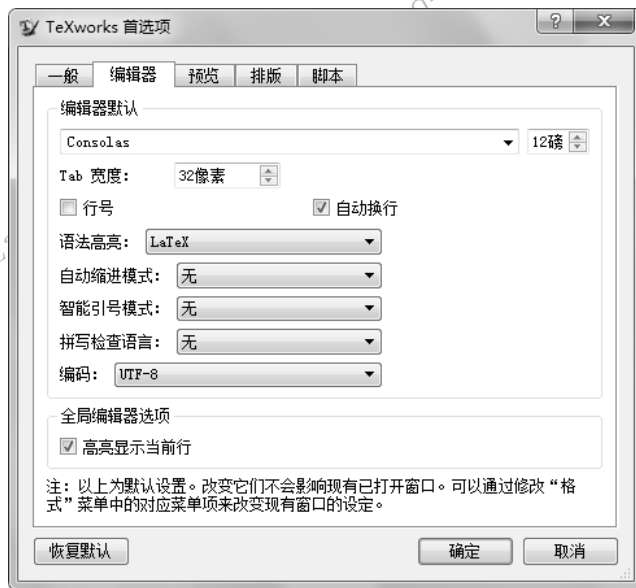 TeXworks 首选项
一般 编辑器 预览 排版 脚本
编辑器默认
Consolas 12磅
Tab 宽度： 32像素
行号 自动换行
语法高亮： LaTeX
自动缩进模式： 无
智能引号模式： 无
拼写检查语言： 无
编码： UTF-8
全局编辑器选项
高亮显示当前行
注：以上为默认设置。改变它们不会影响现有已打开窗口。可以通过修改“格
式”菜单中的对应菜单项来改变现有窗口的设定。
恢复默认 确定 取消